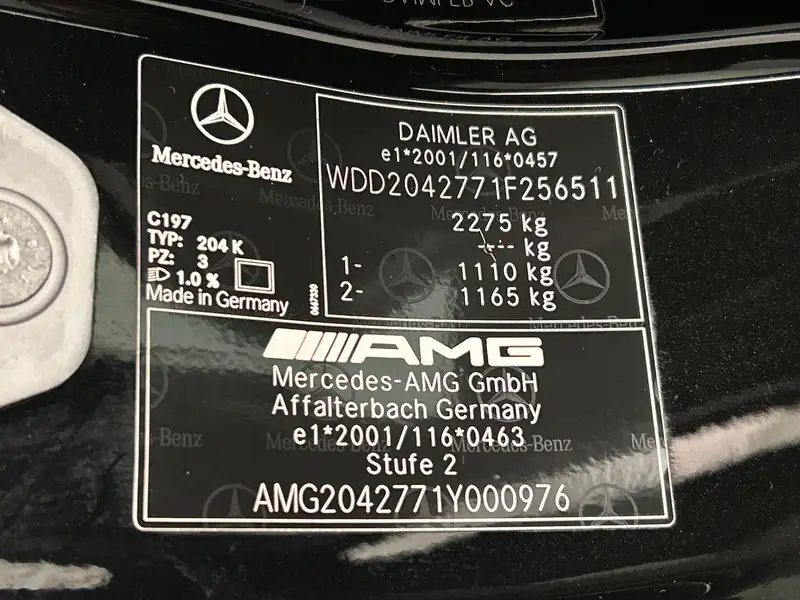 Mercedes-Benz
DAIMLER AG
e1*2001/116*0457
WDD2042771F256511
2275 kg
---- kg
1- 1110 kg
2- 1165 kg
C197
TYP: 204 K
PZ: 3
1.0 %
Made in Germany
AMG
Mercedes-AMG GmbH
Affalterbach Germany
e1*2001/116*0463
Stufe 2
AMG2042771Y000976